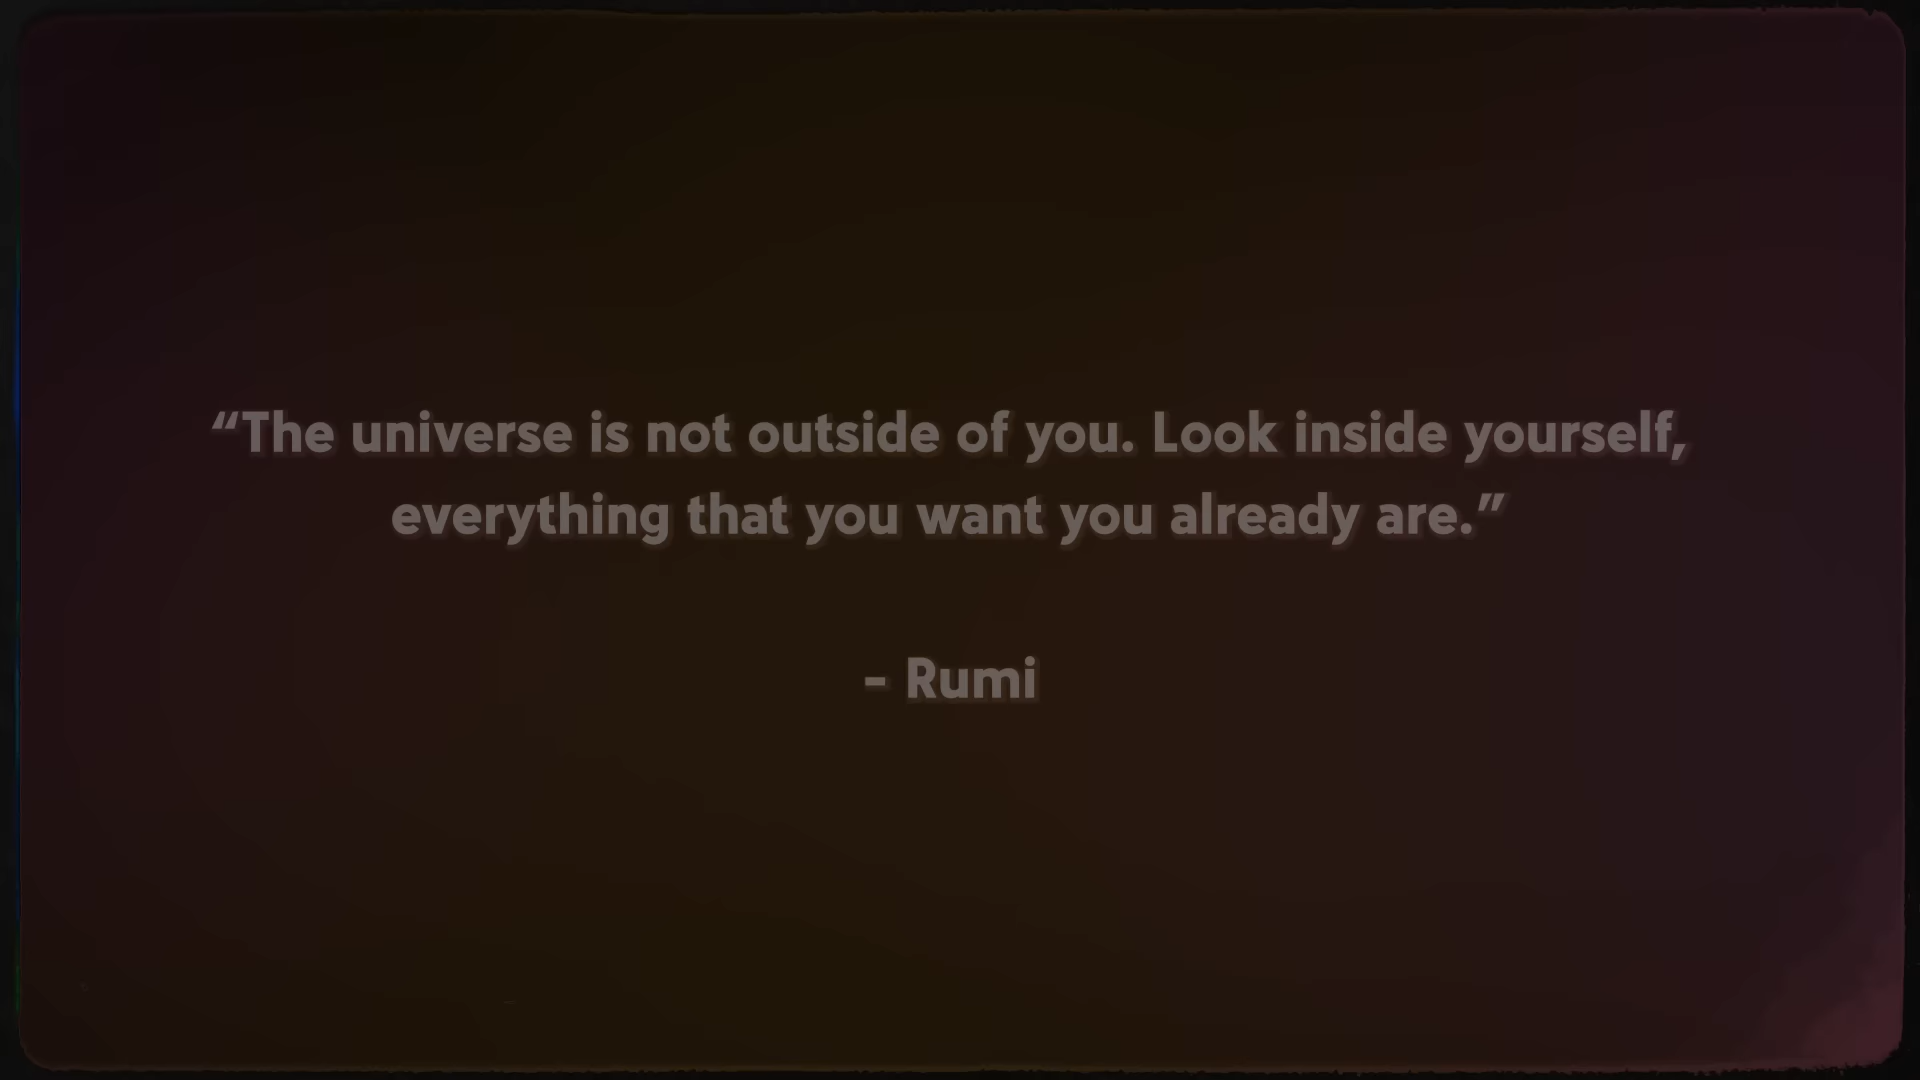 “The universe is not outside of you. Look inside yourself,
everything that you want you already are.”
- Rumi